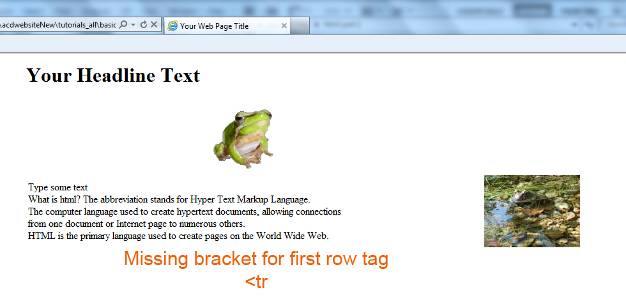 acdwebsiteNew\tutorials_all\basic
Your Web Page Title
Your Headline Text
Type some text
What is html? The abbreviation stands for Hyper Text Markup Language.
The computer language used to create hypertext documents, allowing connections
from one document or Internet page to numerous others.
HTML is the primary language used to create pages on the World Wide Web.
Missing bracket for first row tag
<tr